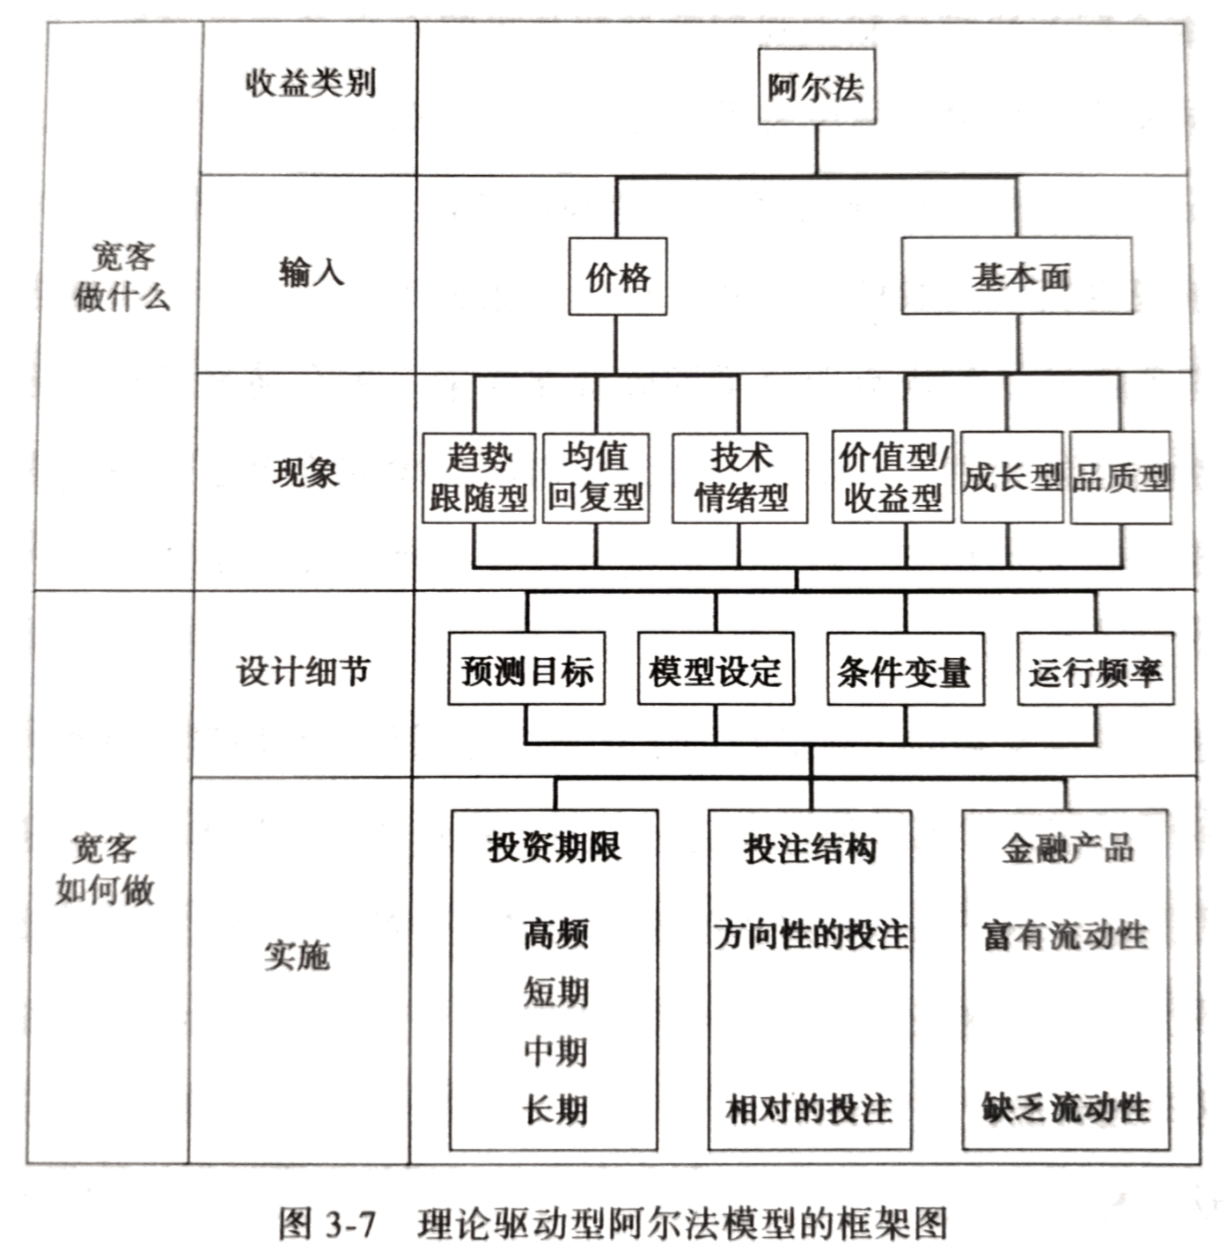 收益类别
阿尔法
宽客
做什么
输入
价格
基本面
现象
趋势
跟随型
均值
回复型
技术
情绪型
价值型/
收益型
成长型
品质型
设计细节
预测目标
模型设定
条件变量
运行频率
宽客
如何做
实施
投资期限
高频
短期
中期
长期
投注结构
方向性的投注
相对的投注
金融产品
富有流动性
缺乏流动性
图 3-7 理论驱动型阿尔法模型的框架图